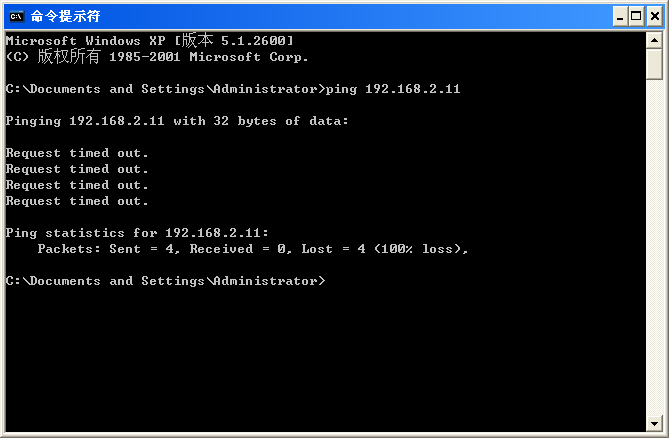 命令提示符
Microsoft Windows XP [版本 5.1.2600]
(C) 版权所有 1985-2001 Microsoft Corp.
C:\Documents and Settings\Administrator>ping 192.168.2.11
Pinging 192.168.2.11 with 32 bytes of data:
Request timed out.
Request timed out.
Request timed out.
Request timed out.
Ping statistics for 192.168.2.11:
    Packets: Sent = 4, Received = 0, Lost = 4 (100% loss),
C:\Documents and Settings\Administrator>